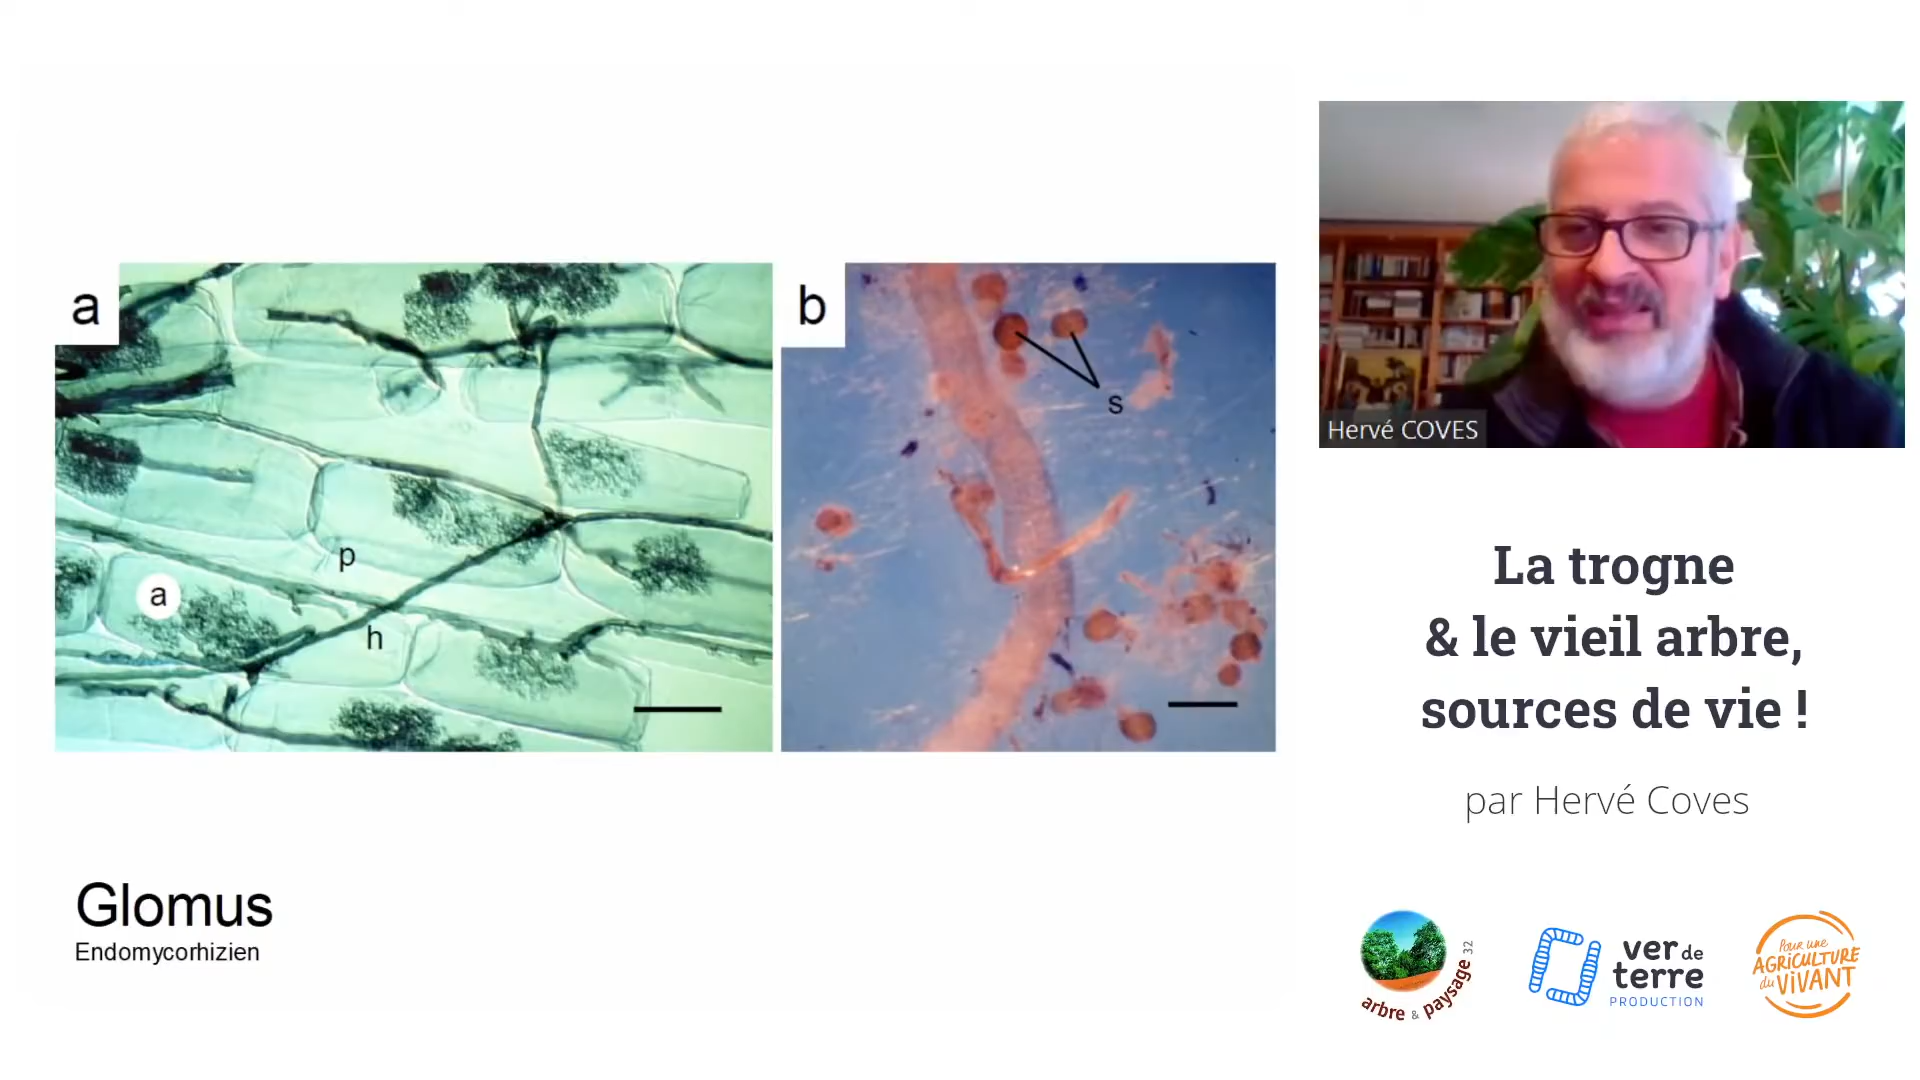 a
p
a
h
b
s
Glomus
Endomycorhizien
Hervé COVES
La trogne
& le vieil arbre,
sources de vie !
par Hervé Coves
arbre & paysage 32
ver de
terre
PRODUCTION
Pour une
AGRICULTURE
du VIVANT